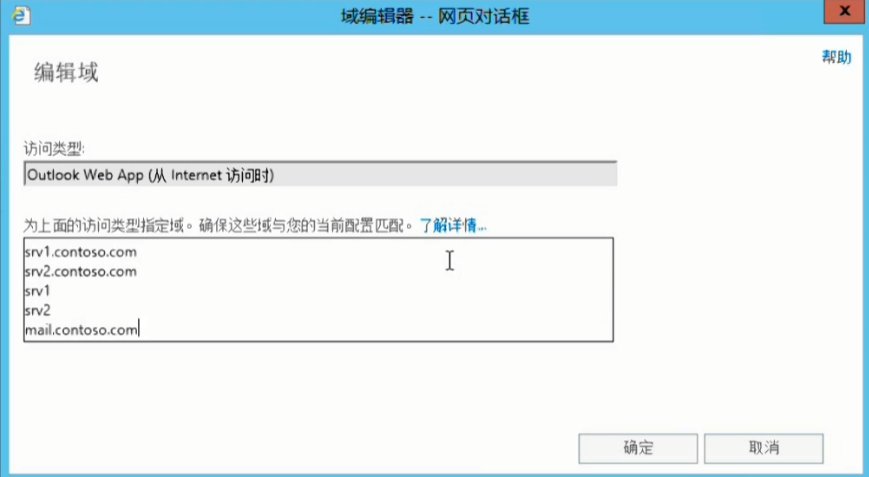 域编辑器 -- 网页对话框
x
帮助
编辑域
访问类型:
Outlook Web App (从 Internet 访问时)
为上面的访问类型指定域。确保这些域与您的当前配置匹配。了解详情...
srv1.contoso.com
srv2.contoso.com
srv1
srv2
mail.contoso.com
确定 取消